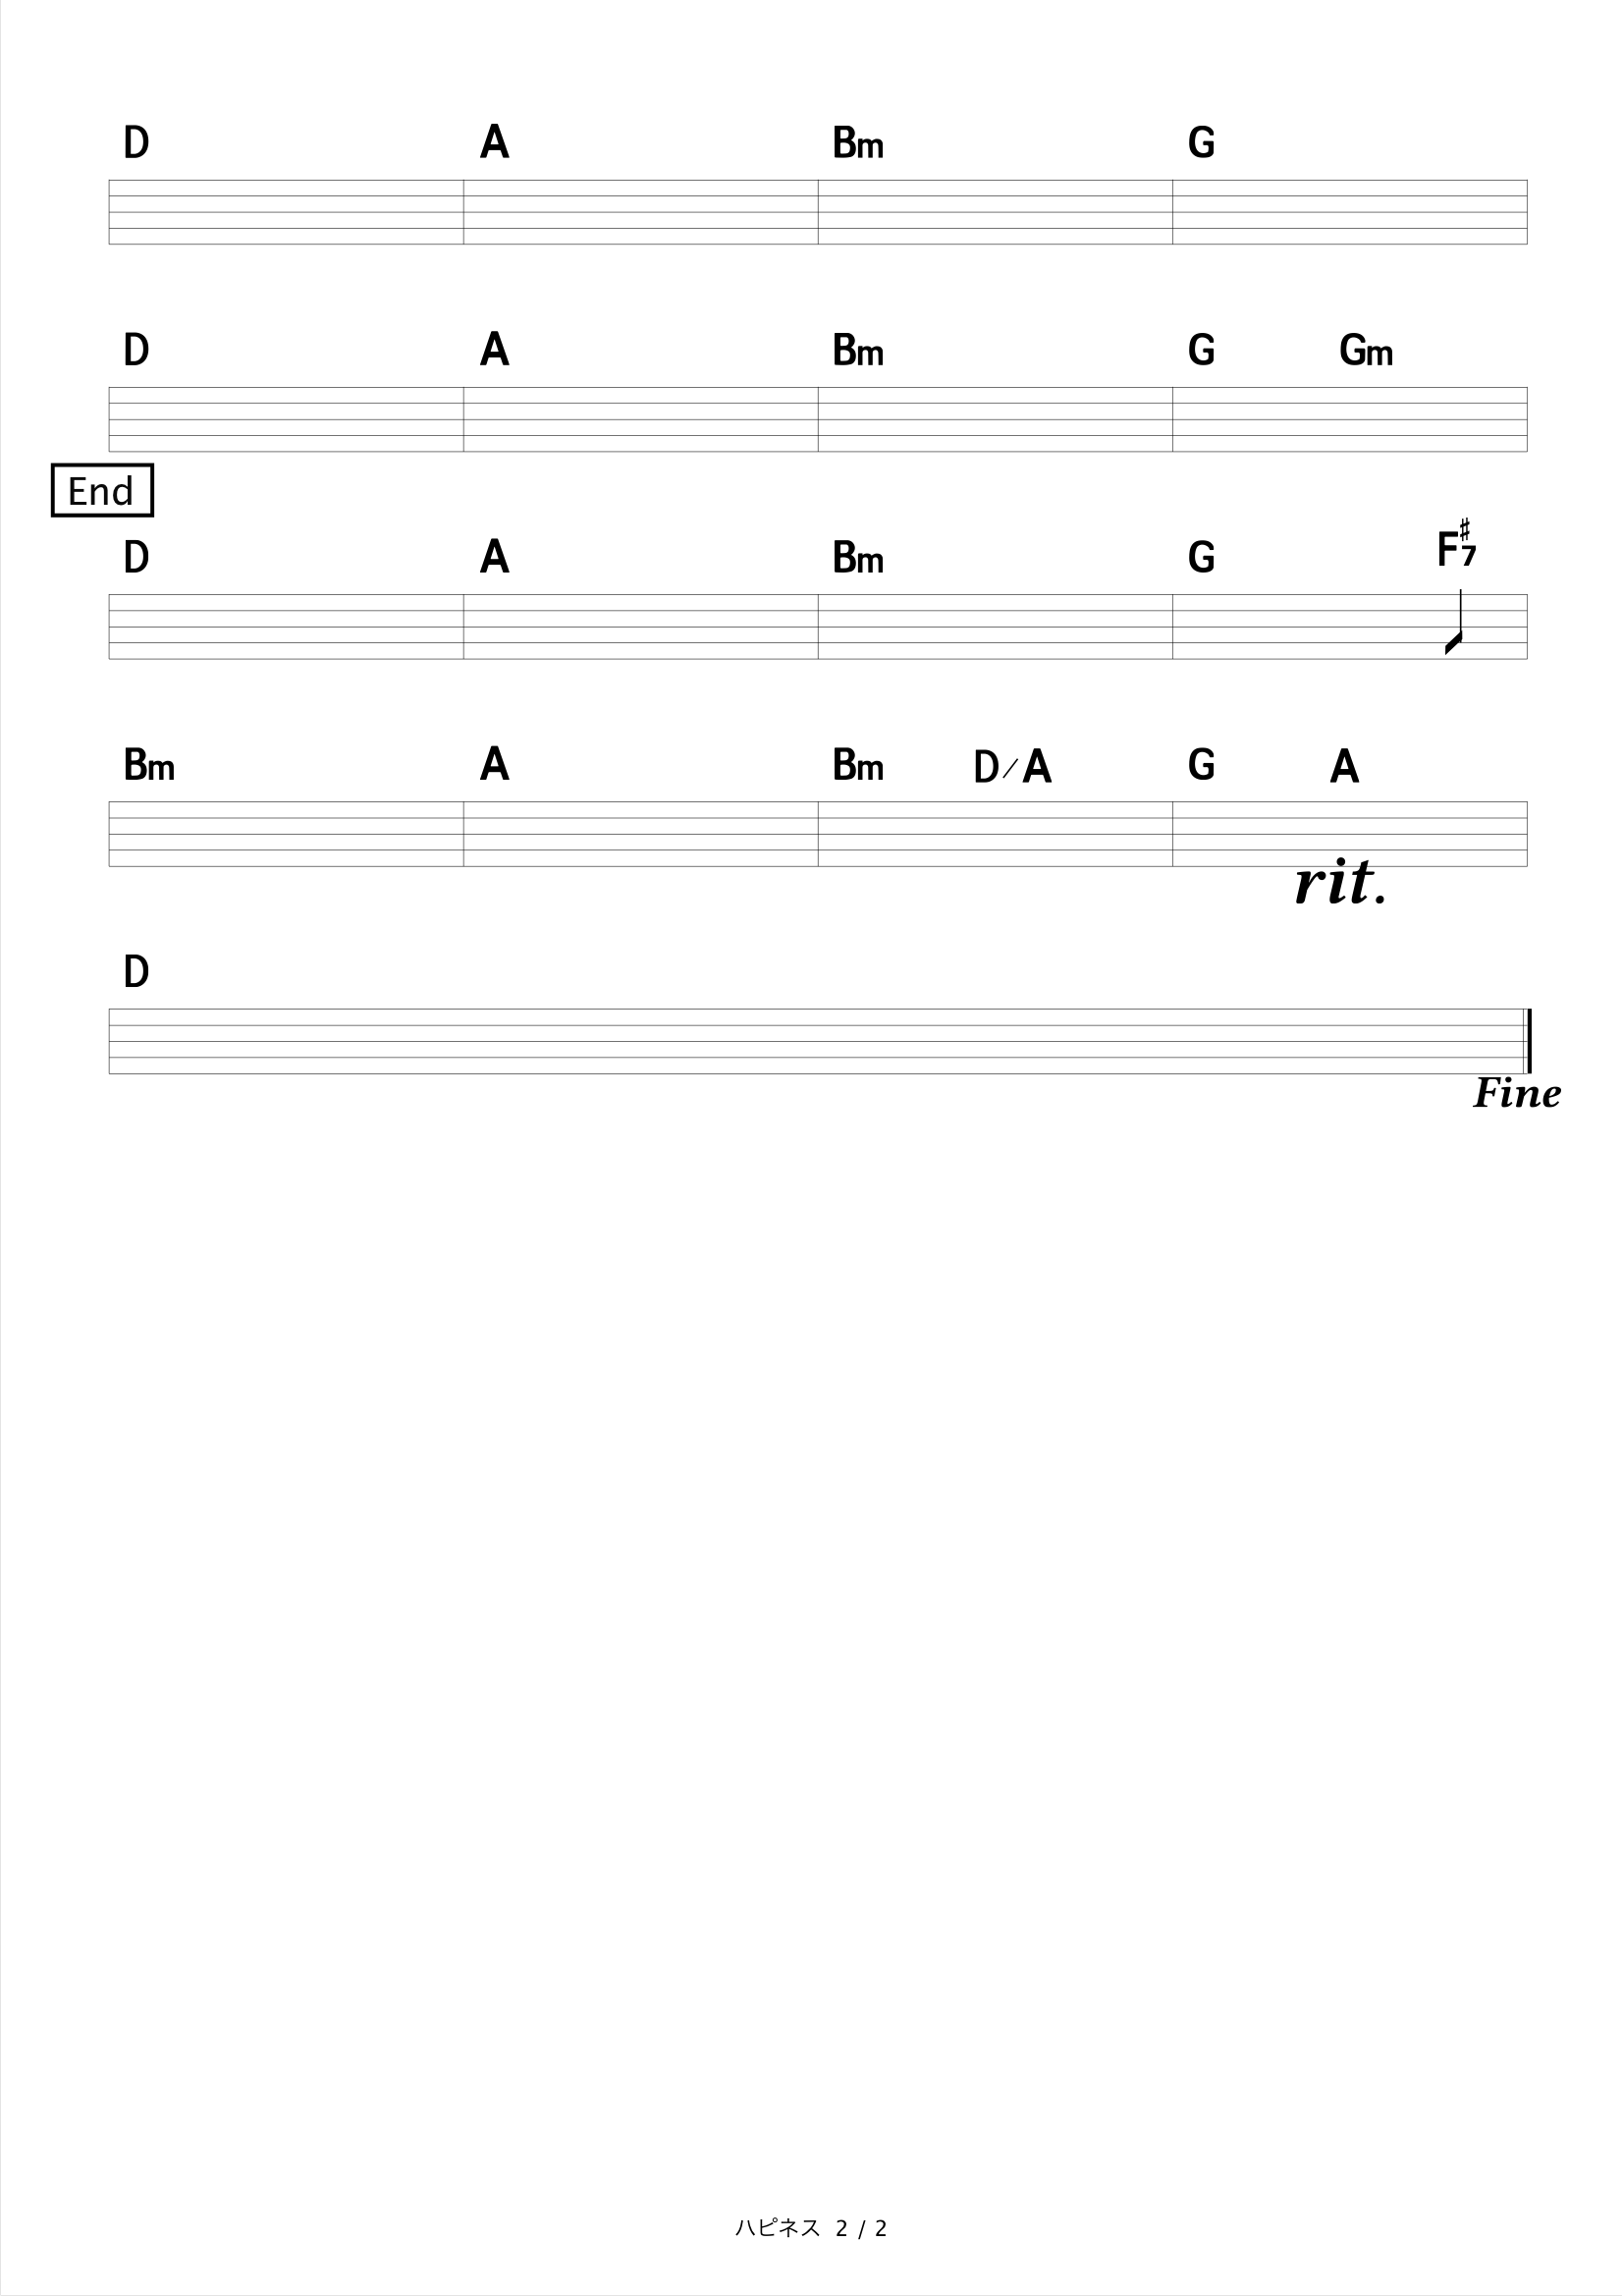 D A Bm G
D A Bm G Gm
End
D A Bm G F♯7
Bm A Bm D/A G A
rit.
D
Fine
ハピネス 2 / 2